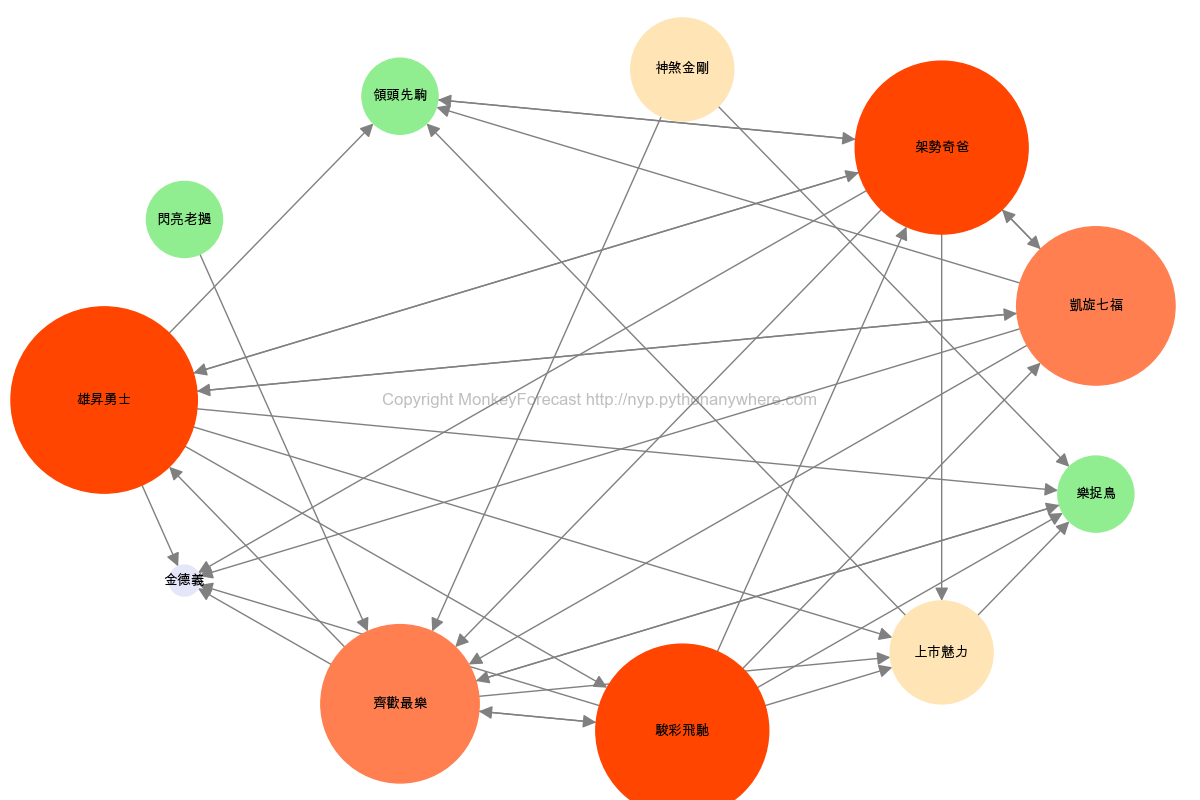 神煞金剛
領頭先駒
架勢奇爸
閃亮老撾
凱旋七福
雄昇勇士
Copyright MonkeyForecast http://nyp.pythonanywhere.com
樂捉鳥
金德義
上市魅力
齊歡最樂
駿彩飛馳